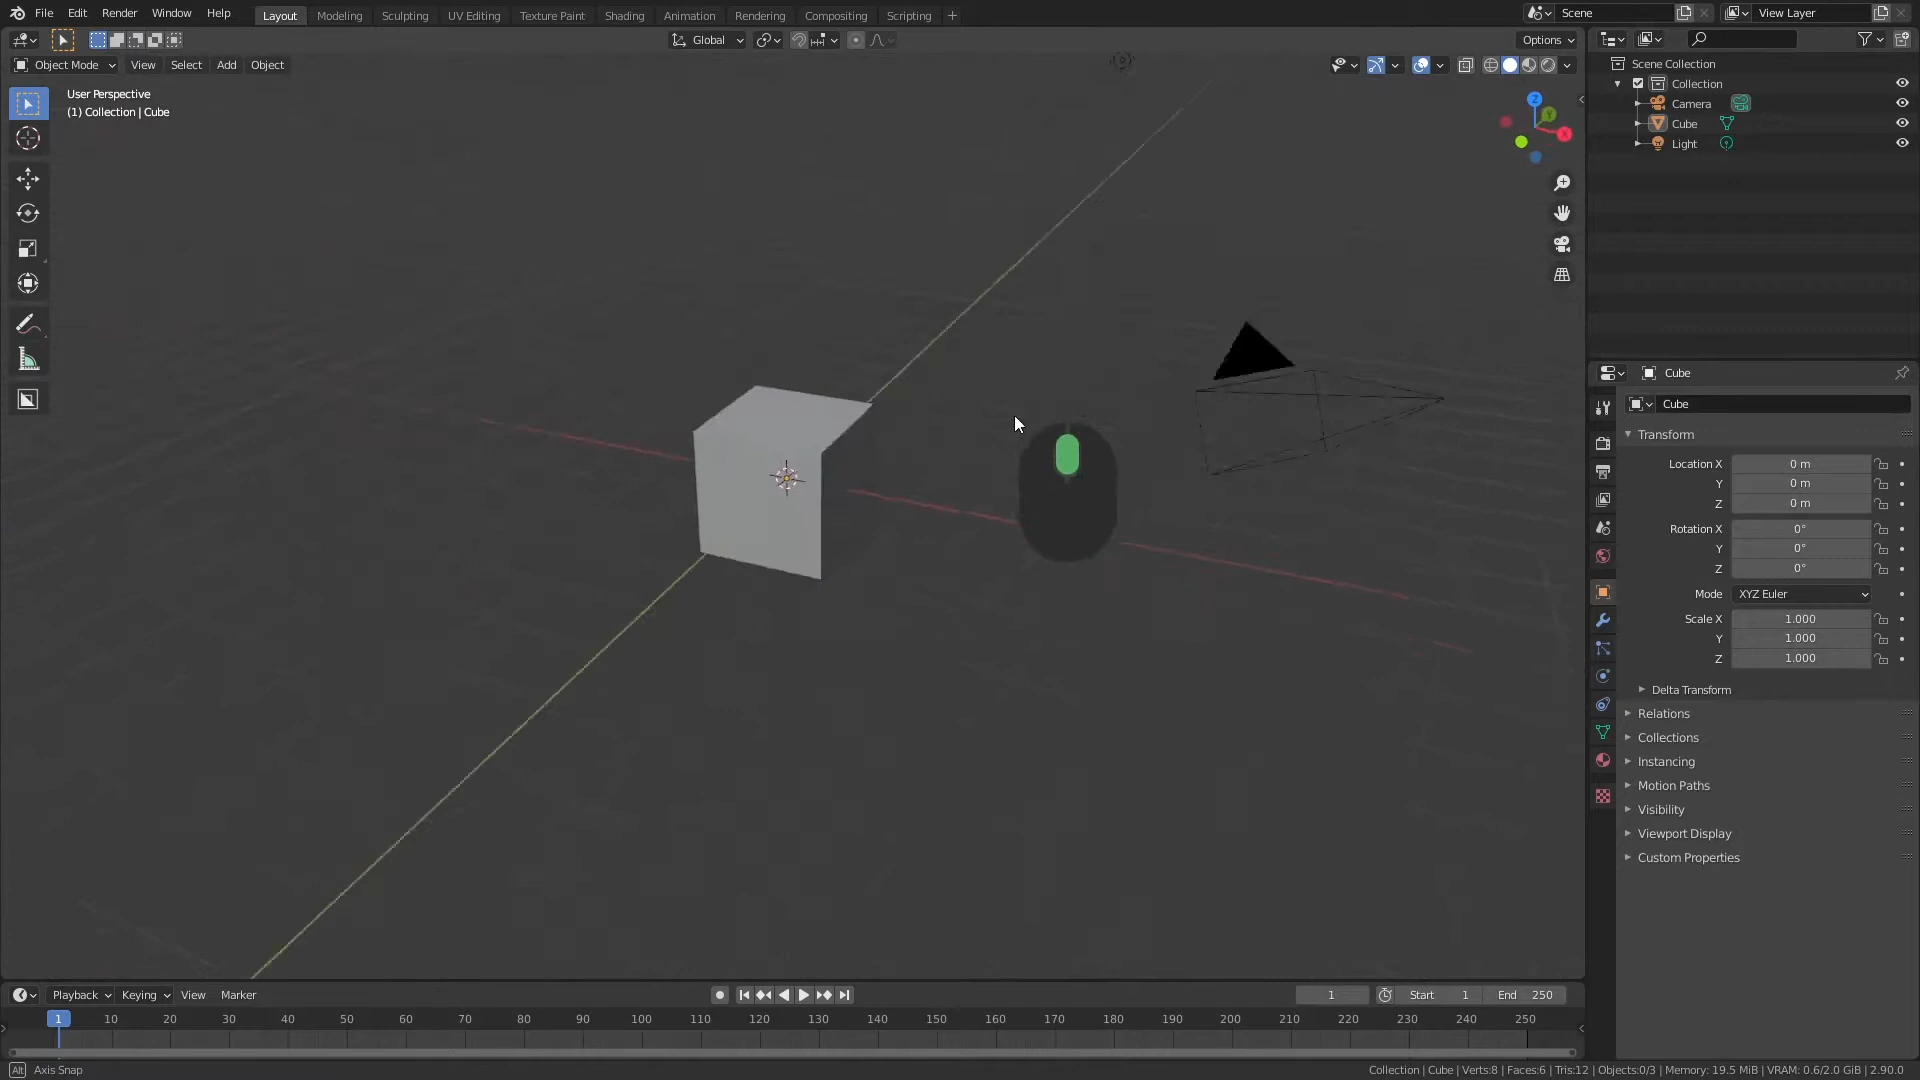 File Edit Render Window Help Layout Modeling Sculpting UV Editing Texture Paint Shading Animation Rendering Compositing Scripting + Scene View Layer
Global Options
Object Mode View Select Add Object
User Perspective
(1) Collection | Cube
Z
Y
X
Scene Collection
Collection
Camera
Cube
Light
Cube
Cube
Transform
Location X 0 m
Y 0 m
Z 0 m
Rotation X 0°
Y 0°
Z 0°
Mode XYZ Euler
Scale X 1.000
Y 1.000
Z 1.000
Delta Transform
Relations
Collections
Instancing
Motion Paths
Visibility
Viewport Display
Custom Properties
Playback Keying View Marker 1 Start 1 End 250
1 10 20 30 40 50 60 70 80 90 100 110 120 130 140 150 160 170 180 190 200 210 220 230 240 250
Alt Axis Snap
Collection | Cube | Verts:8 | Faces:6 | Tris:12 | Objects:0/3 | Memory: 19.5 MiB | VRAM: 0.6/2.0 GiB | 2.90.0